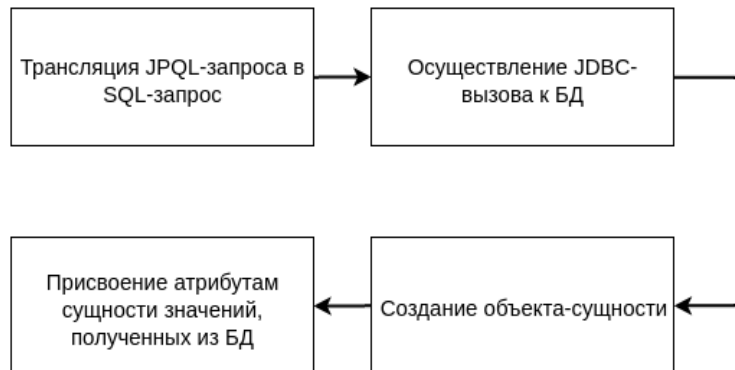 Трансляция JPQL-запроса в
SQL-запрос
Осуществление JDBC-
вызова к БД
Присвоение атрибутам
сущности значений,
полученных из БД
Создание объекта-сущности